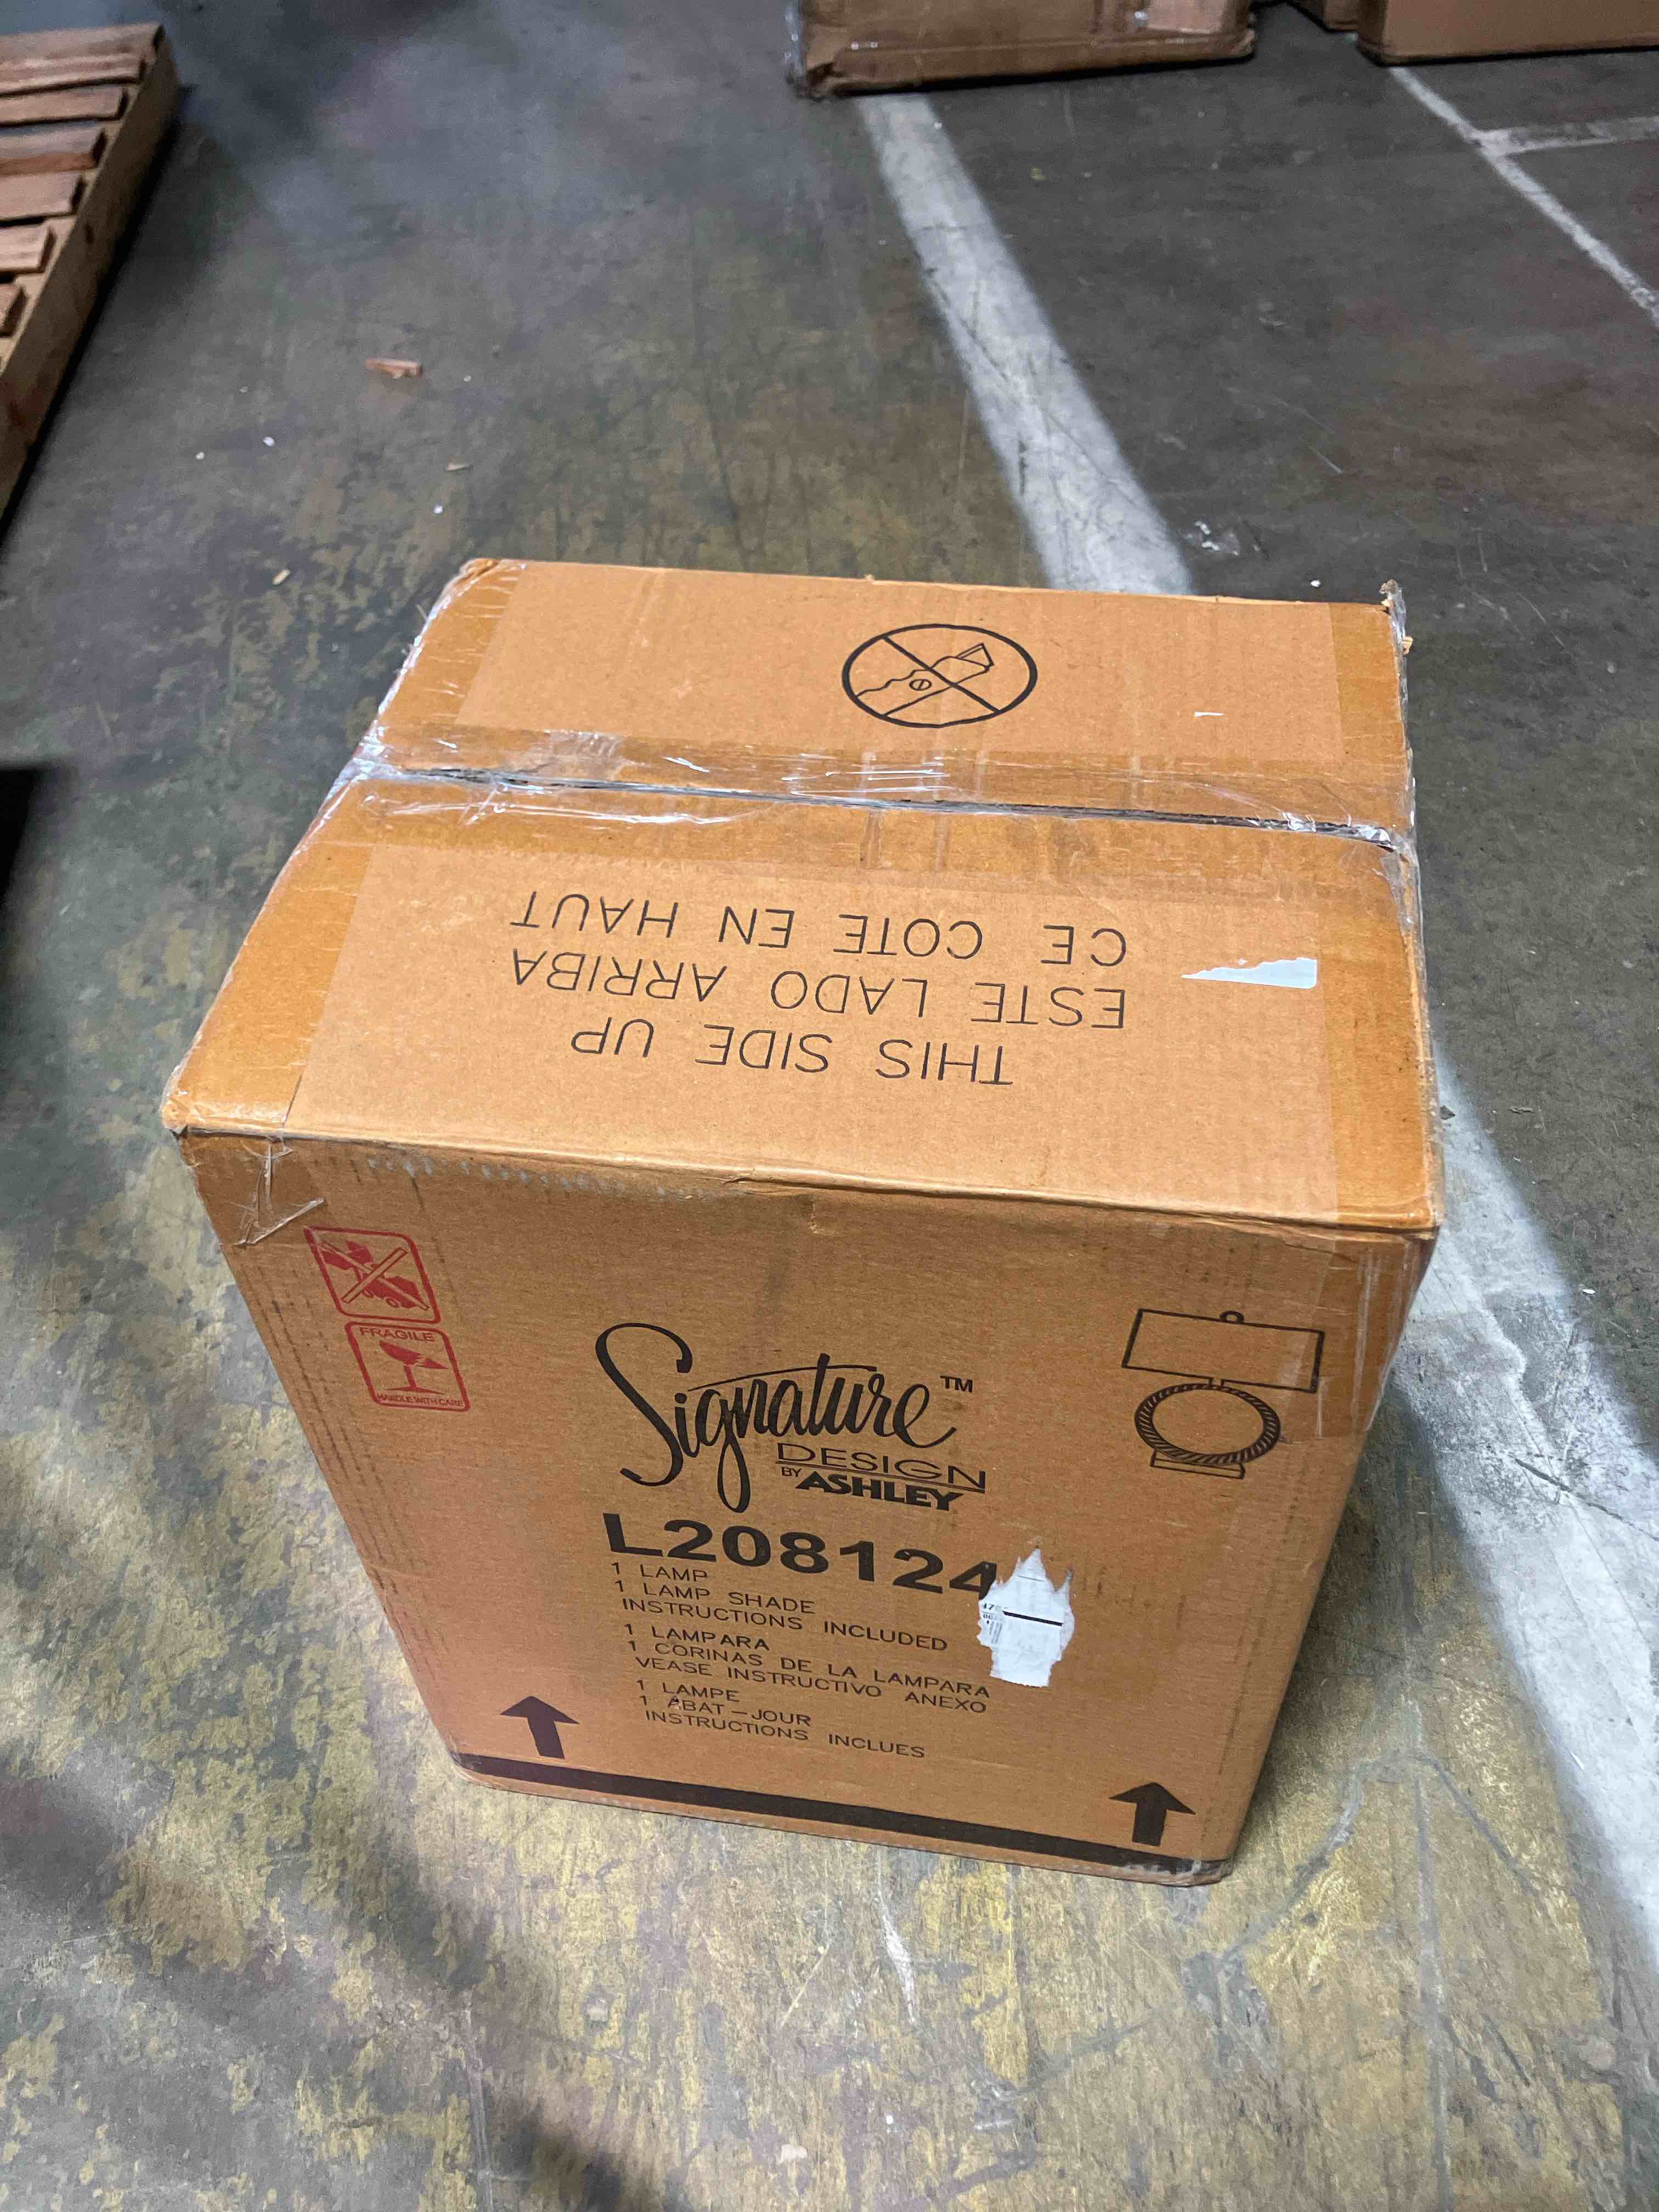 CE COTE EN HAUT
ESTE LADO ARRIBA
THIS SIDE UP
FRAGILE
HANDLE WITH CARE
Signature™
DESIGN
BY ASHLEY
L208124
1 LAMP
1 LAMP SHADE
INSTRUCTIONS INCLUDED
1 LAMPARA
1 CORINAS DE LA LAMPARA
VEASE INSTRUCTIVO ANEXO
1 LAMPE
1 ABAT-JOUR
INSTRUCTIONS INCLUES